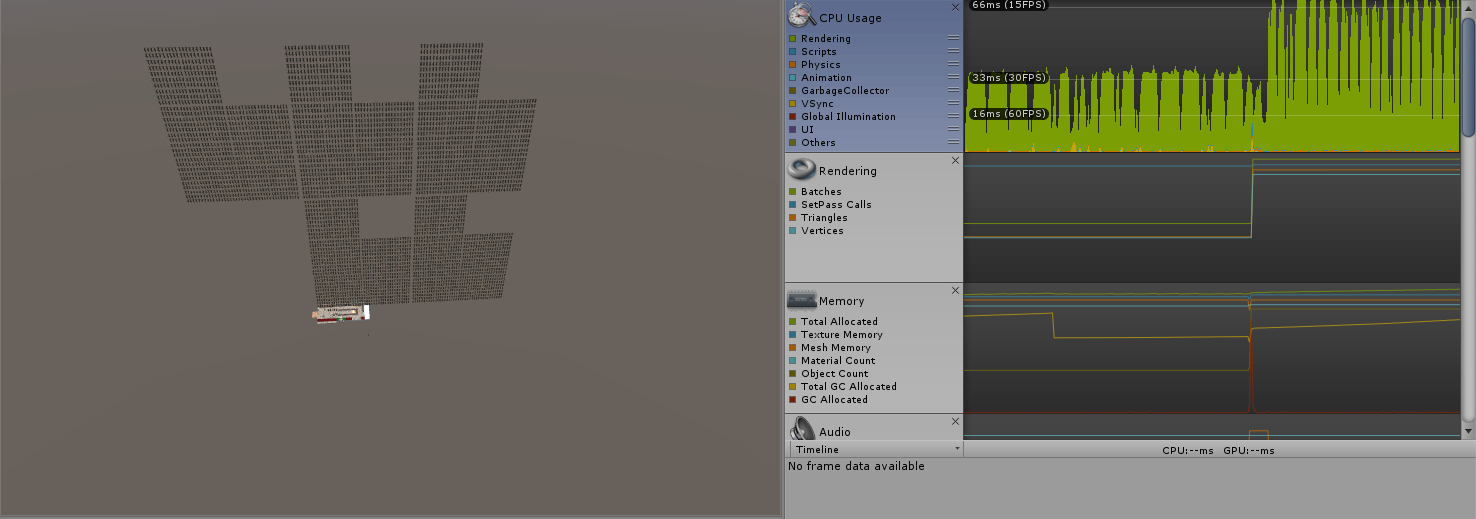 CPU Usage
Rendering
Scripts
Physics
Animation
GarbageCollector
VSync
Global Illumination
UI
Others
66ms (15FPS)
33ms (30FPS)
16ms (60FPS)
Rendering
Batches
SetPass Calls
Triangles
Vertices
Memory
Total Allocated
Texture Memory
Mesh Memory
Material Count
Object Count
Total GC Allocated
GC Allocated
Audio
Timeline
CPU:--ms GPU:--ms
No frame data available